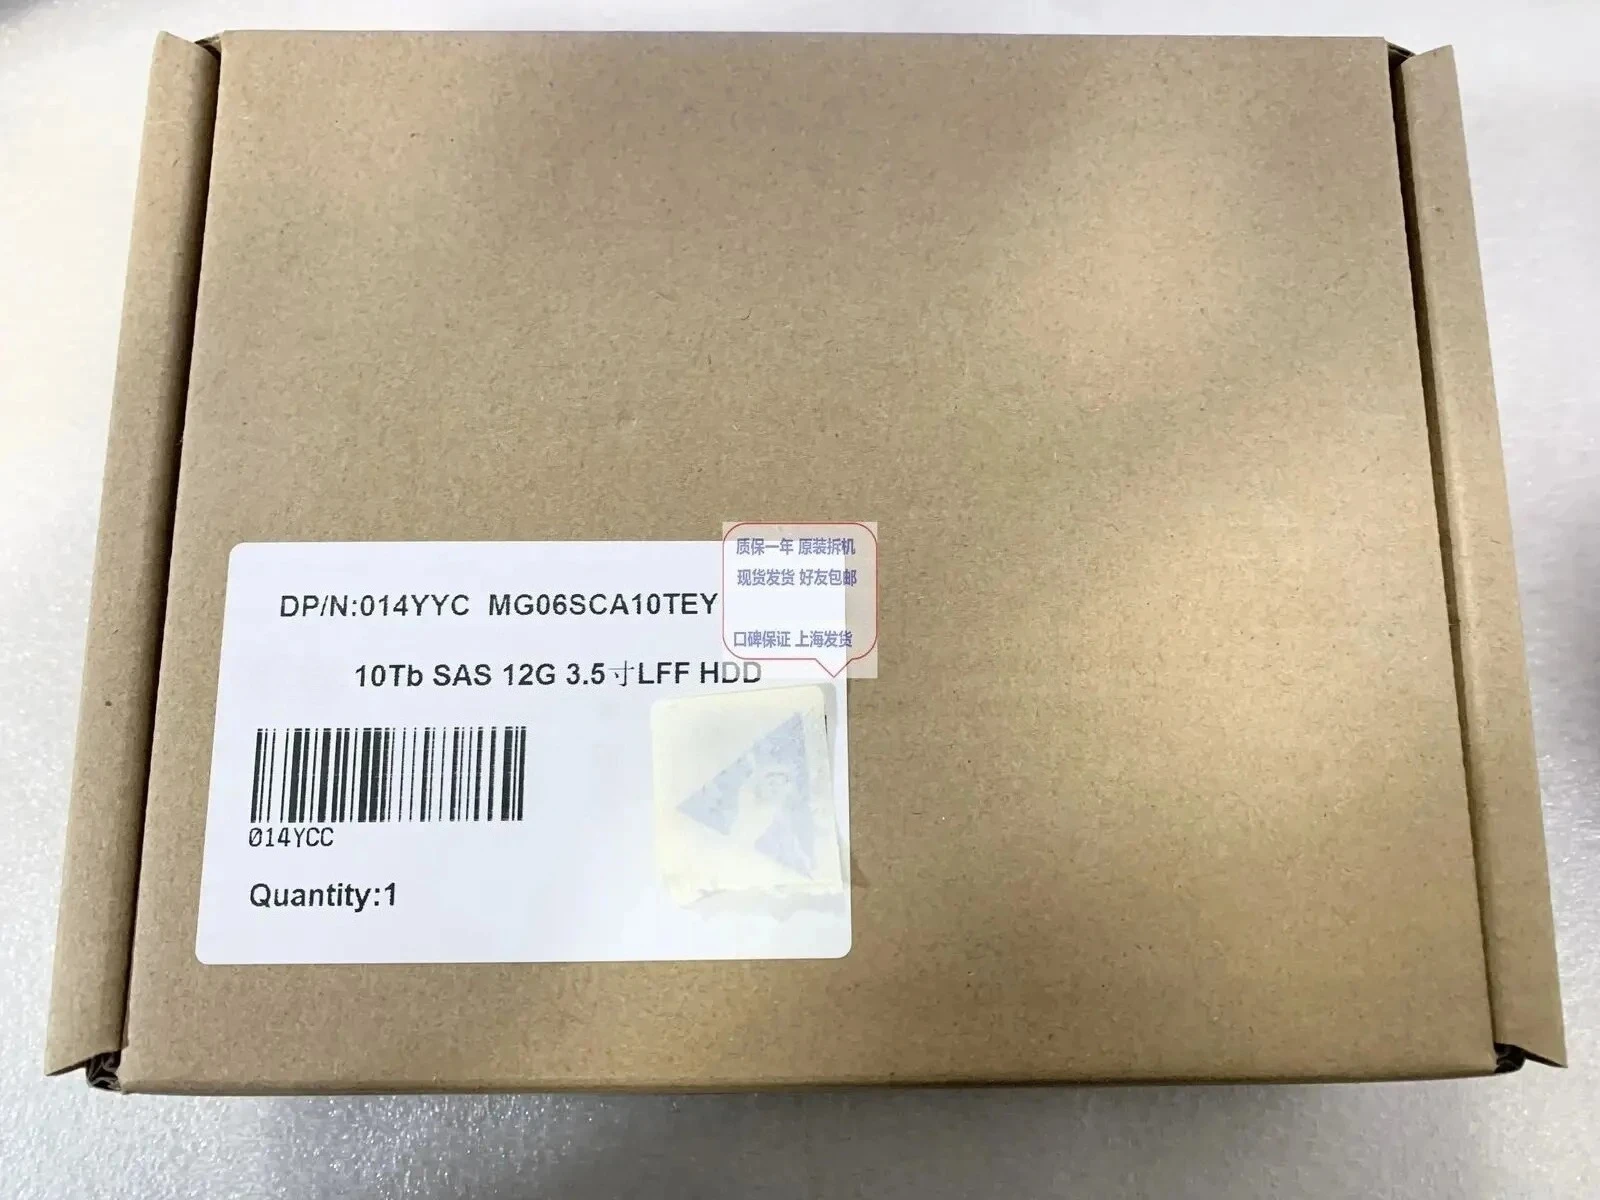 质保一年 原装拆机
现货发货 好友包邮
口碑保证 上海发货
DP/N:014YYC MG06SCA10TEY
10Tb SAS 12G 3.5寸LFF HDD
014YCC
Quantity:1